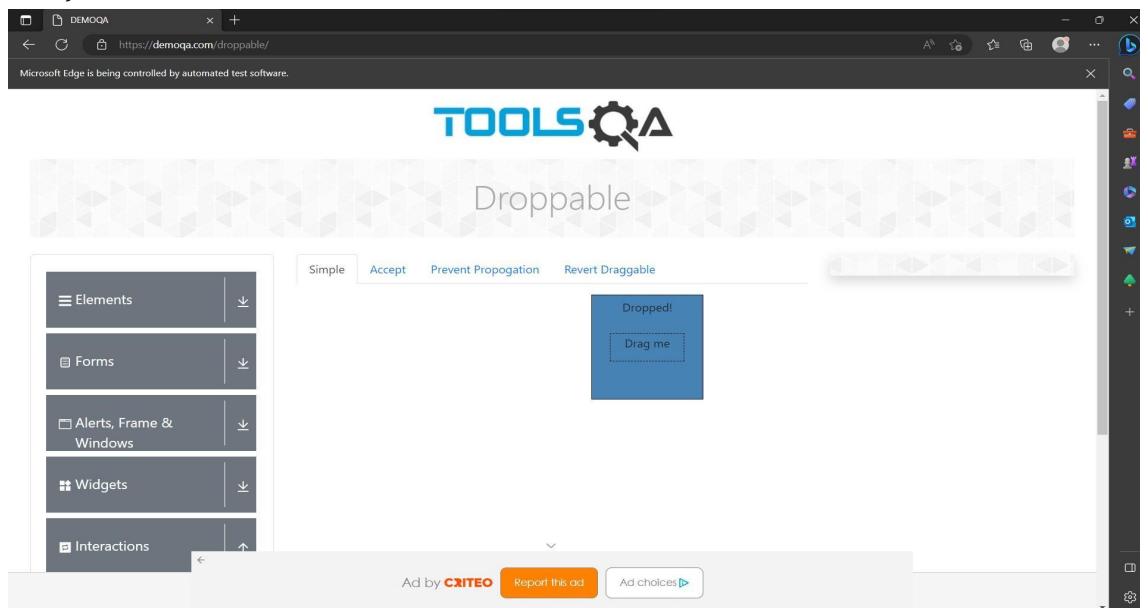 DEMOQA
https://demoqa.com/droppable/
Microsoft Edge is being controlled by automated test software.
TOOLSQA
Droppable
Simple Accept Prevent Propogation Revert Draggable
Elements
Forms
Alerts, Frame &
Windows
Widgets
Interactions
Dropped!
Drag me
Ad by CRITEO Report this ad Ad choices